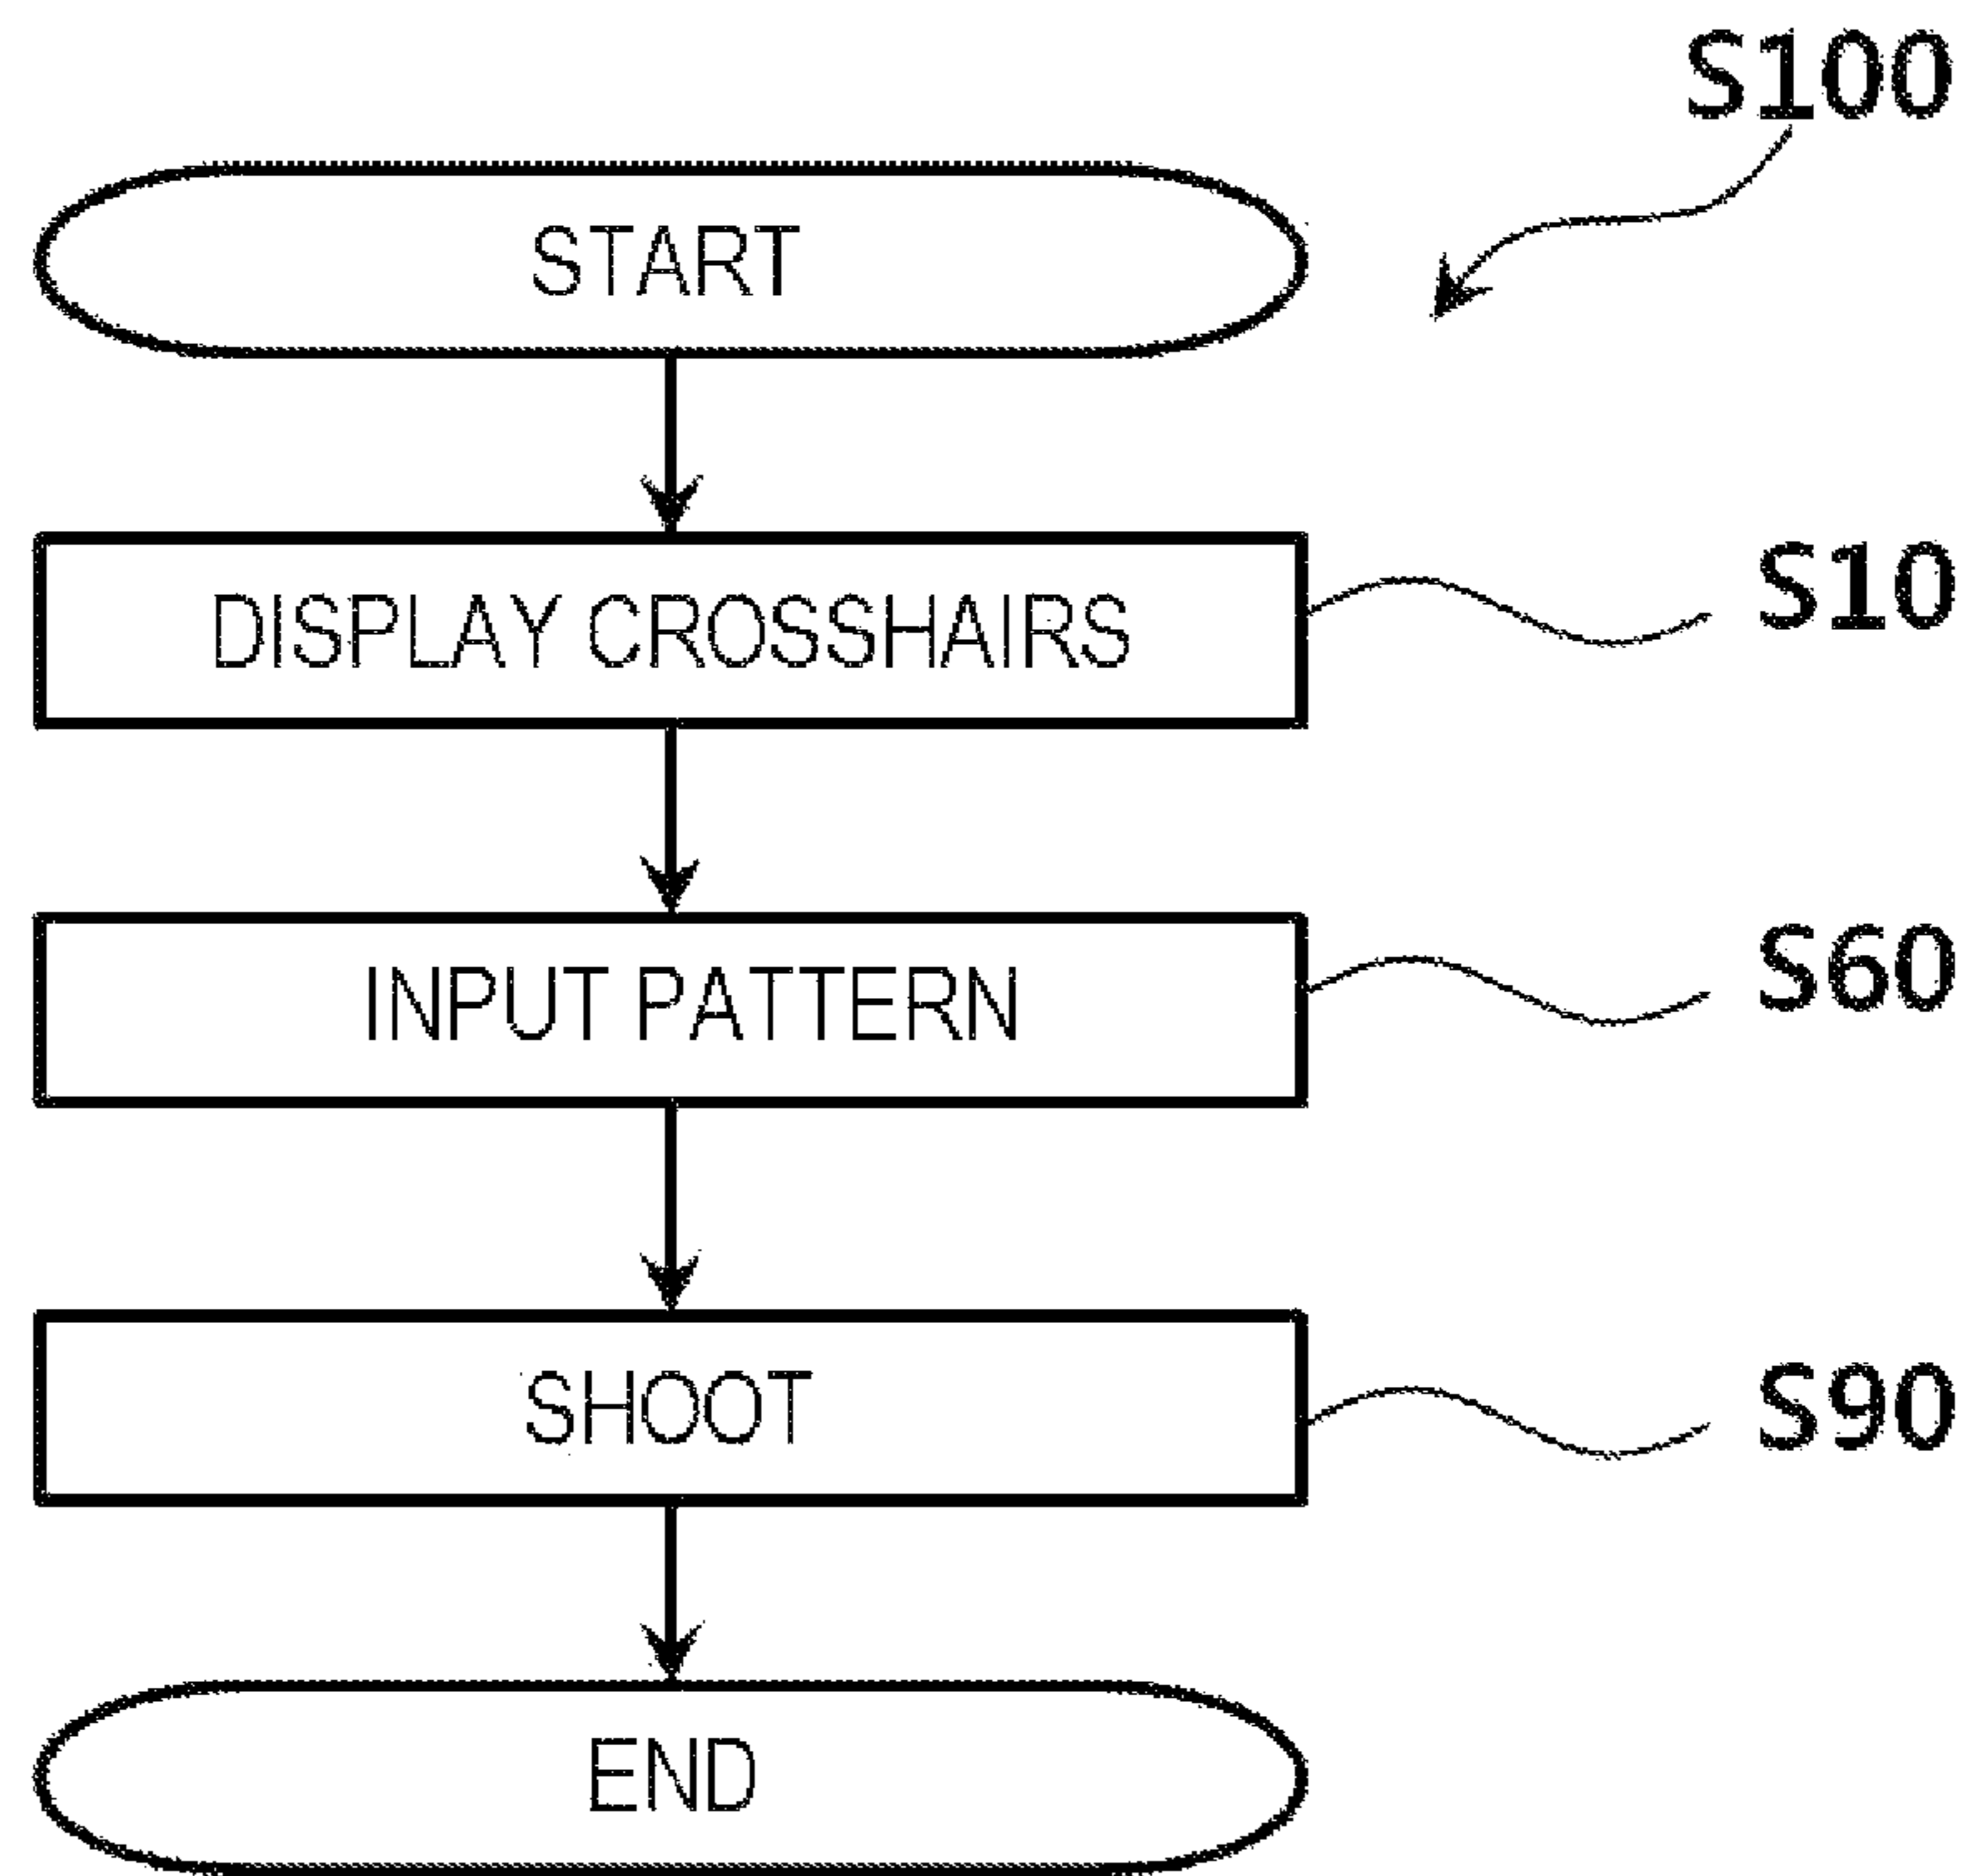 S100
START
DISPLAY CROSSHAIRS
S10
INPUT PATTERN
S60
SHOOT
S90
END